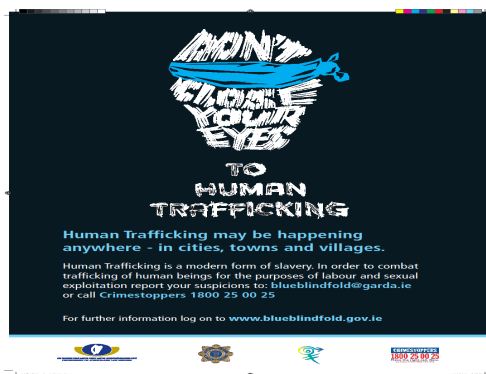 DON'T
CLOSE
YOUR
EYES
TO
HUMAN
TRAFFICKING
Human Trafficking may be happening
anywhere - in cities, towns and villages.
Human Trafficking is a modern form of slavery. In order to combat
trafficking of human beings for the purposes of labour and sexual
exploitation report your suspicions to: blueblindfold@garda.ie
or call Crimestoppers 1800 25 00 25
For further information log on to www.blueblindfold.gov.ie
CRIMESTOPPERS
1800 25 00 25